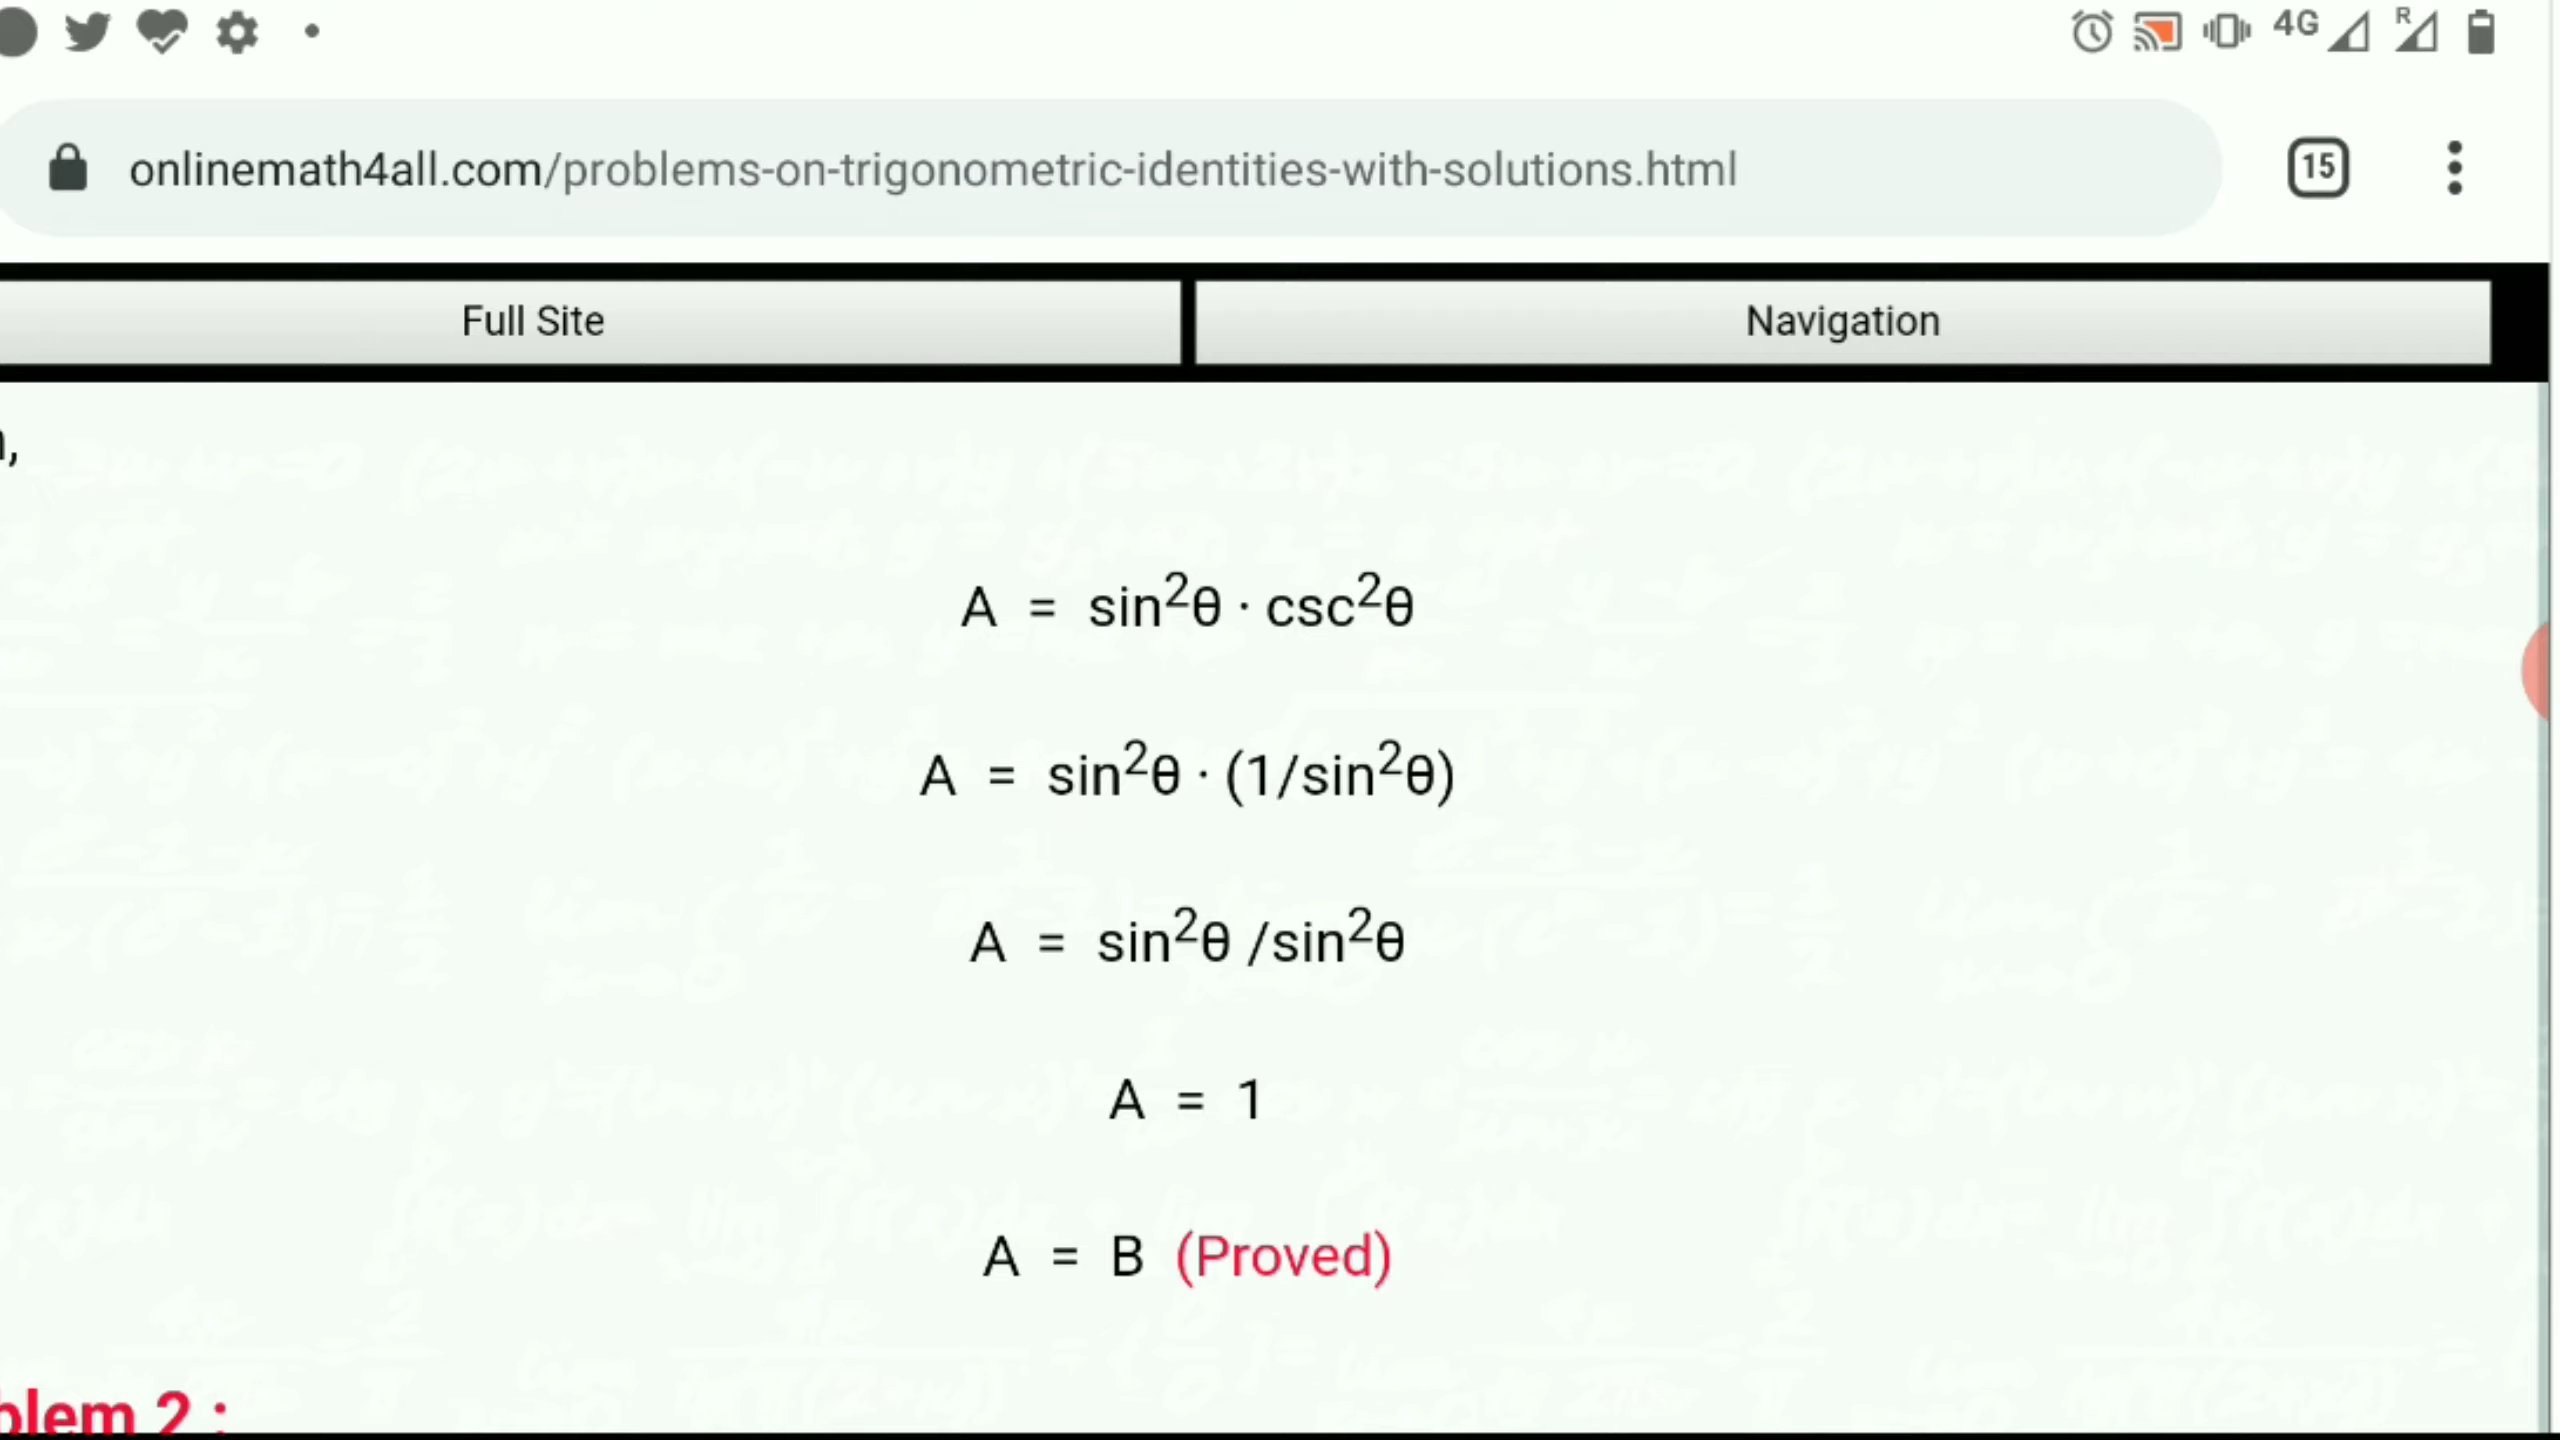 4G R
onlinemath4all.com/problems-on-trigonometric-identities-with-solutions.html 15
Full Site Navigation
A = sin²θ · csc²θ
A = sin²θ · (1/sin²θ)
A = sin²θ /sin²θ
A = 1
A = B (Proved)
blem 2 :